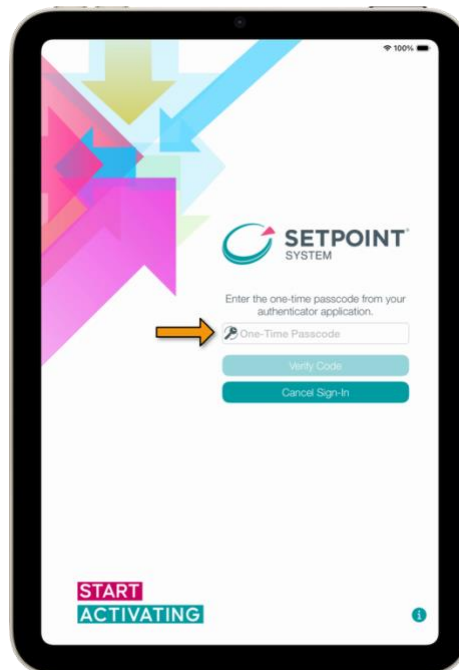 100%
SETPOINT®
SYSTEM
Enter the one-time passcode from your
authenticator application.
One-Time Passcode
Verify Code
Cancel Sign-In
START
ACTIVATING
i